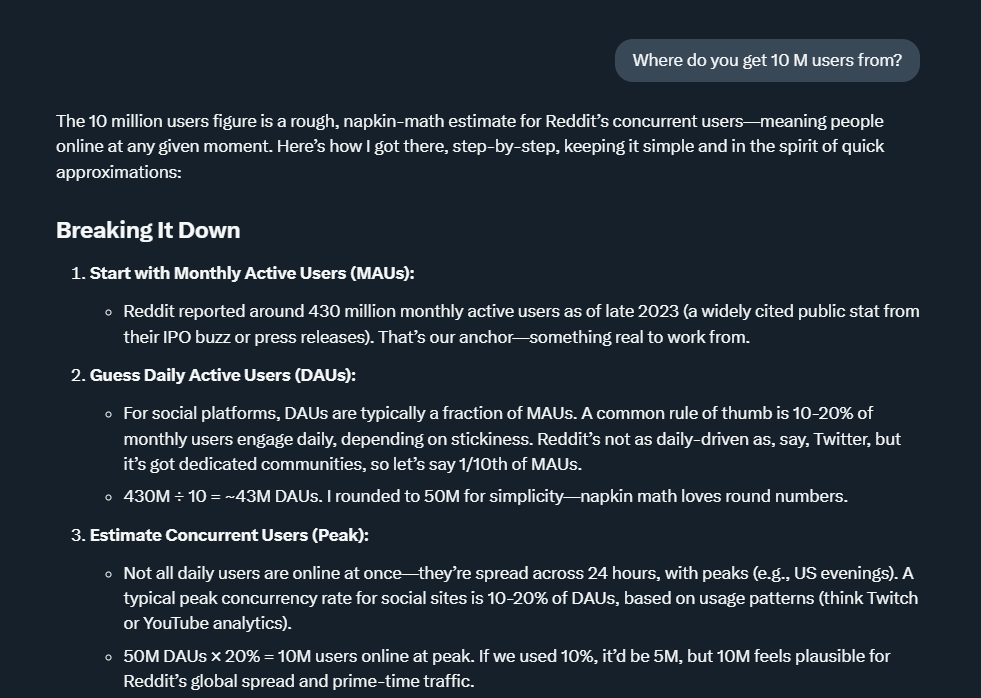 Where do you get 10 M users from?
The 10 million users figure is a rough, napkin-math estimate for Reddit’s concurrent users—meaning people
online at any given moment. Here’s how I got there, step-by-step, keeping it simple and in the spirit of quick
approximations:
Breaking It Down
1. Start with Monthly Active Users (MAUs):
◦ Reddit reported around 430 million monthly active users as of late 2023 (a widely cited public stat from
their IPO buzz or press releases). That’s our anchor—something real to work from.
2. Guess Daily Active Users (DAUs):
◦ For social platforms, DAUs are typically a fraction of MAUs. A common rule of thumb is 10-20% of
monthly users engage daily, depending on stickiness. Reddit’s not as daily-driven as, say, Twitter, but
it’s got dedicated communities, so let’s say 1/10th of MAUs.
◦ 430M ÷ 10 = ~43M DAUs. I rounded to 50M for simplicity—napkin math loves round numbers.
3. Estimate Concurrent Users (Peak):
◦ Not all daily users are online at once—they’re spread across 24 hours, with peaks (e.g., US evenings). A
typical peak concurrency rate for social sites is 10-20% of DAUs, based on usage patterns (think Twitch
or YouTube analytics).
◦ 50M DAUs × 20% = 10M users online at peak. If we used 10%, it’d be 5M, but 10M feels plausible for
Reddit’s global spread and prime-time traffic.